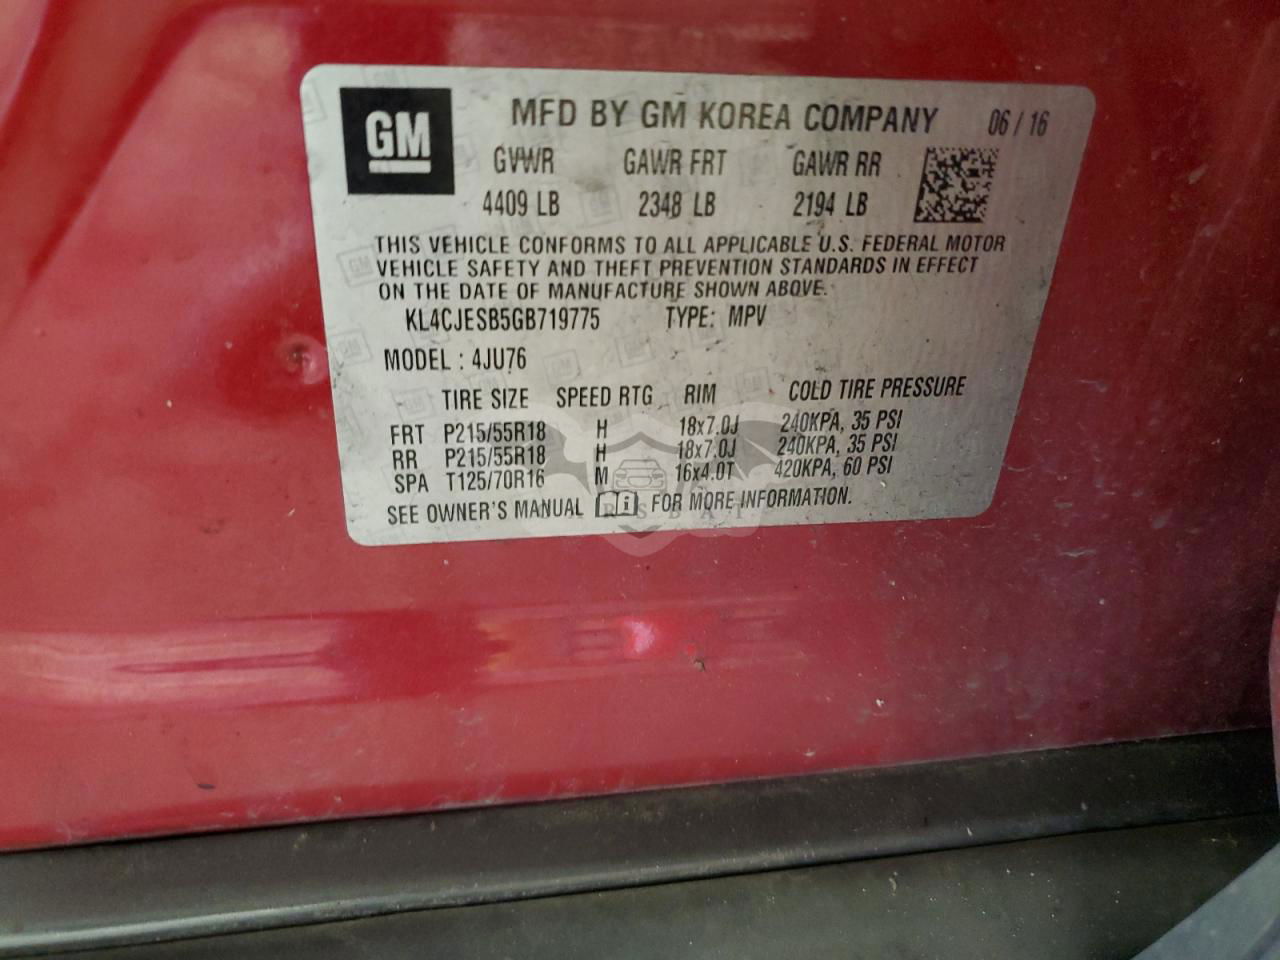 GM
MFD BY GM KOREA COMPANY 06 / 16
GVWR GAWR FRT GAWR RR
4409 LB 2348 LB 2194 LB
THIS VEHICLE CONFORMS TO ALL APPLICABLE U.S. FEDERAL MOTOR
VEHICLE SAFETY AND THEFT PREVENTION STANDARDS IN EFFECT
ON THE DATE OF MANUFACTURE SHOWN ABOVE.
KL4CJESB5GB719775 TYPE: MPV
MODEL : 4JU76
TIRE SIZE SPEED RTG RIM COLD TIRE PRESSURE
FRT P215/55R18 H 18x7.0J 240KPA, 35 PSI
RR P215/55R18 H 18x7.0J 240KPA, 35 PSI
SPA T125/70R16 M 16x4.0T 420KPA, 60 PSI
SEE OWNER'S MANUAL i FOR MORE INFORMATION.